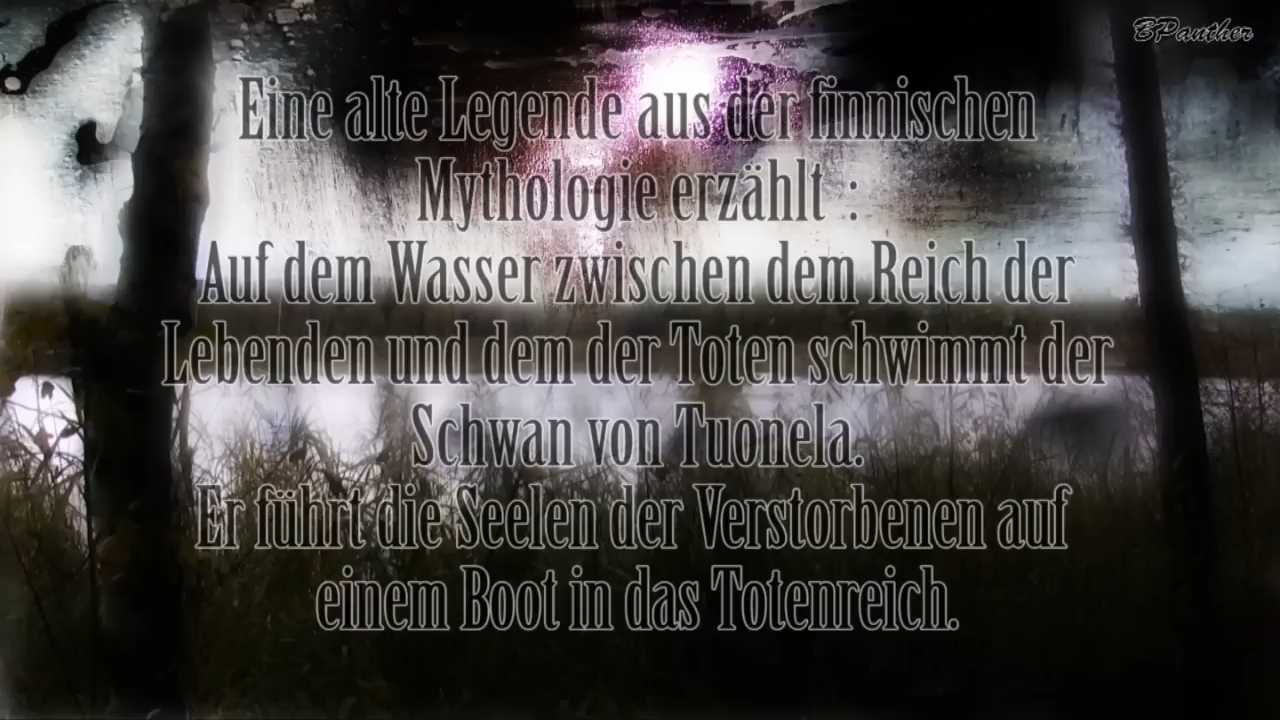 BPanther
Eine alte Legende aus der finnischen
Mythologie erzählt :
Auf dem Wasser zwischen dem Reich der
Lebenden und dem der Toten schwimmt der
Schwan von Tuonela.
Er führt die Seelen der Verstorbenen auf
einem Boot in das Totenreich.